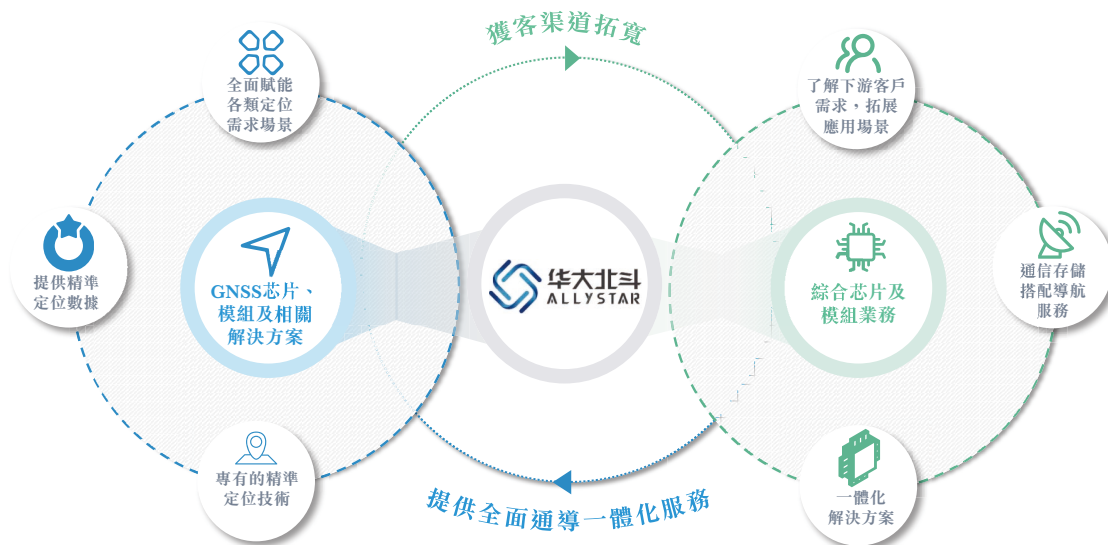 獲客渠道拓寬
全面賦能
各類定位
需求場景
了解下游客戶
需求，拓展
應用場景
提供精準
定位數據
GNSS芯片、
模組及相關
解決方案
华大北斗
ALLYSTAR
綜合芯片及
模組業務
通信存儲
搭配導航
服務
專有的精準
定位技術
一體化
解決方案
提供全面通導一體化服務